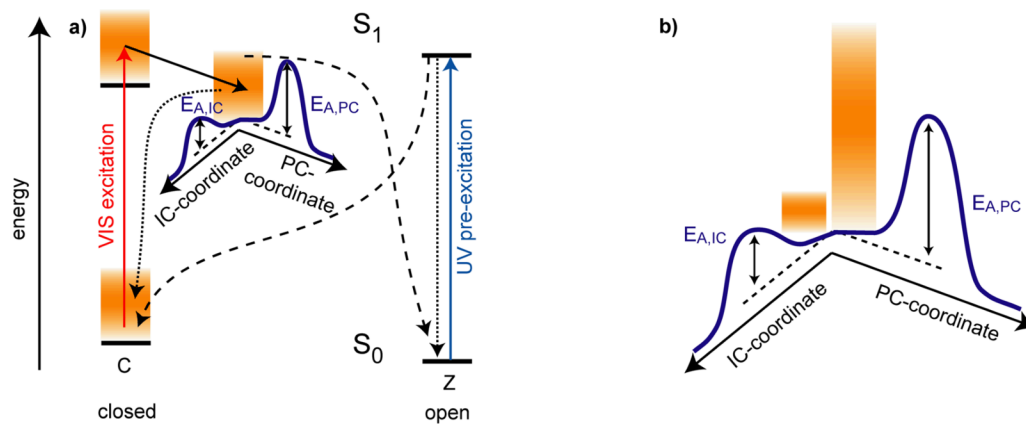 a)
S1
EA,IC
EA,PC
energy
VIS excitation
IC-coordinate
PC-
coordinate
UV pre-excitation
S0
C
Z
closed
open
b)
EA,IC
EA,PC
IC-coordinate
PC-coordinate